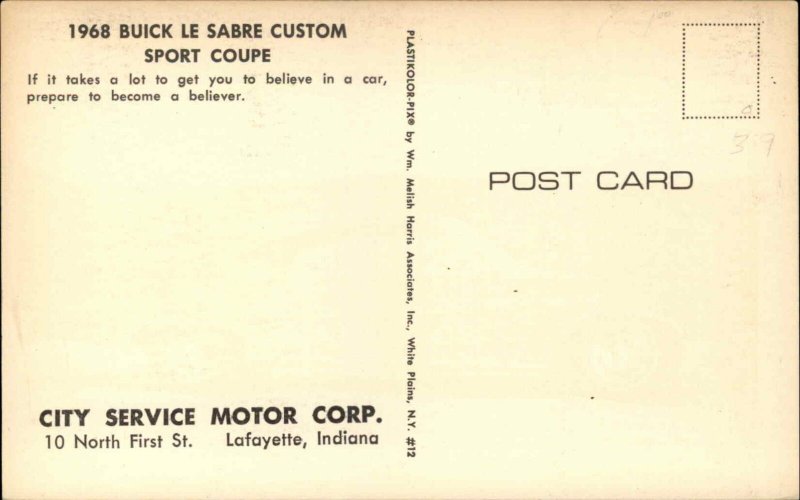 1968 BUICK LE SABRE CUSTOM
SPORT COUPE
If it takes a lot to get you to believe in a car,
prepare to become a believer.
CITY SERVICE MOTOR CORP.
10 North First St. Lafayette, Indiana
PLASTIKOLOR-PIX® by Wm. Melish Harris Associates, Inc., White Plains, N.Y. #12
POST CARD
39